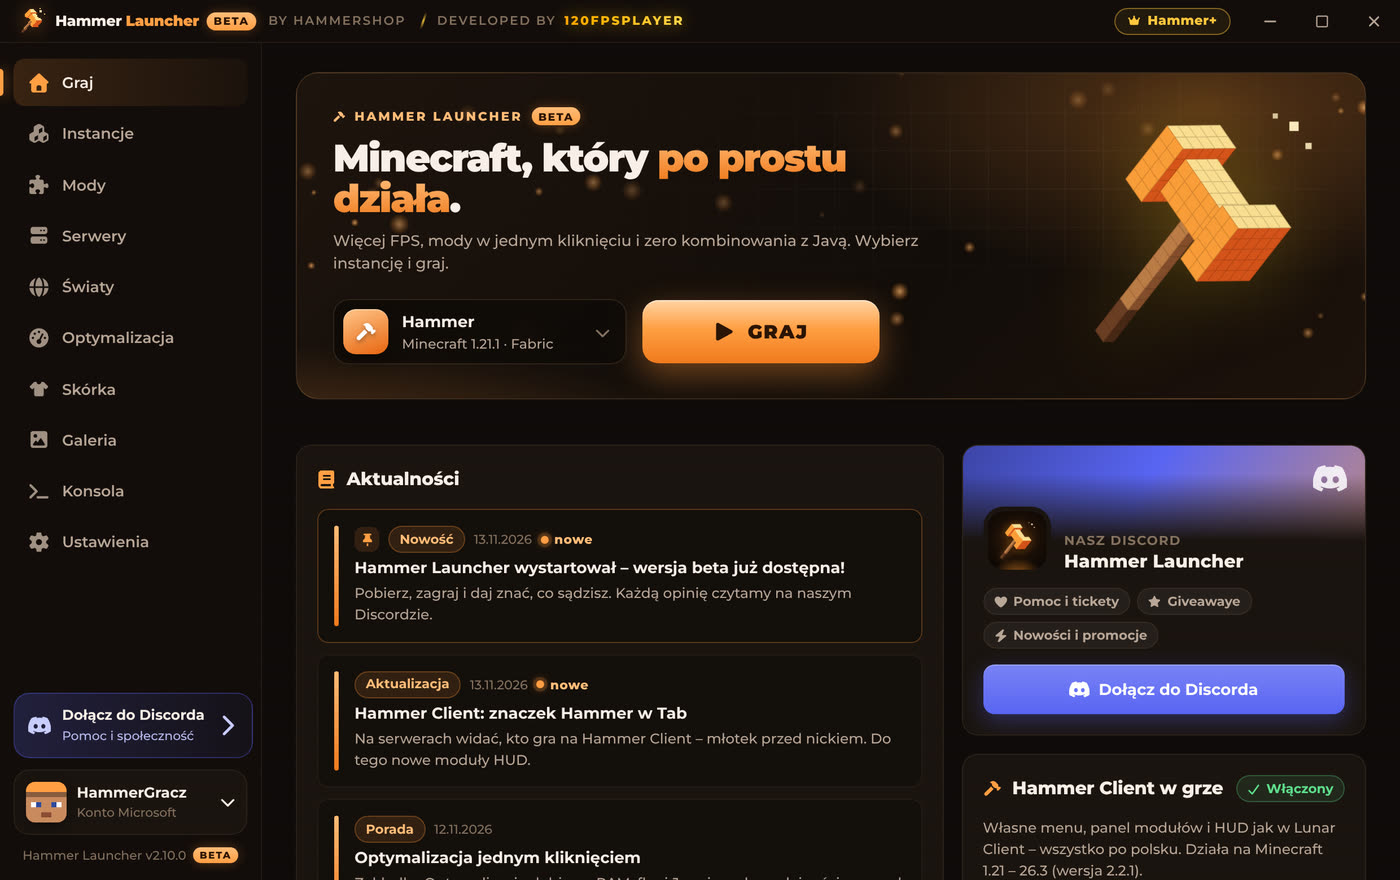 Hammer Launcher BETA BY HAMMERSHOP / DEVELOPED BY 120FPSPLAYER
Hammer+
Graj
Instancje
Mody
Serwery
Światy
Optymalizacja
Skórka
Galeria
Konsola
Ustawienia
Dołącz do Discorda
Pomoc i społeczność
HammerGracz
Konto Microsoft
Hammer Launcher v2.10.0 BETA
HAMMER LAUNCHER BETA
Minecraft, który po prostu
działa.
Więcej FPS, mody w jednym kliknięciu i zero kombinowania z Javą. Wybierz
instancję i graj.
Hammer
Minecraft 1.21.1 · Fabric
GRAJ
Aktualności
Nowość 13.11.2026 nowe
Hammer Launcher wystartował – wersja beta już dostępna!
Pobierz, zagraj i daj znać, co sądzisz. Każdą opinię czytamy na naszym
Discordzie.
Aktualizacja 13.11.2026 nowe
Hammer Client: znaczek Hammer w Tab
Na serwerach widać, kto gra na Hammer Client – młotek przed nickiem. Do
tego nowe moduły HUD.
Porada 12.11.2026
Optymalizacja jednym kliknięciem
NASZ DISCORD
Hammer Launcher
Pomoc i tickety
Giveawaye
Nowości i promocje
Dołącz do Discorda
Hammer Client w grze
Włączony
Własne menu, panel modułów i HUD jak w Lunar
Client – wszystko po polsku. Działa na Minecraft
1.21 – 26.3 (wersja 2.2.1).